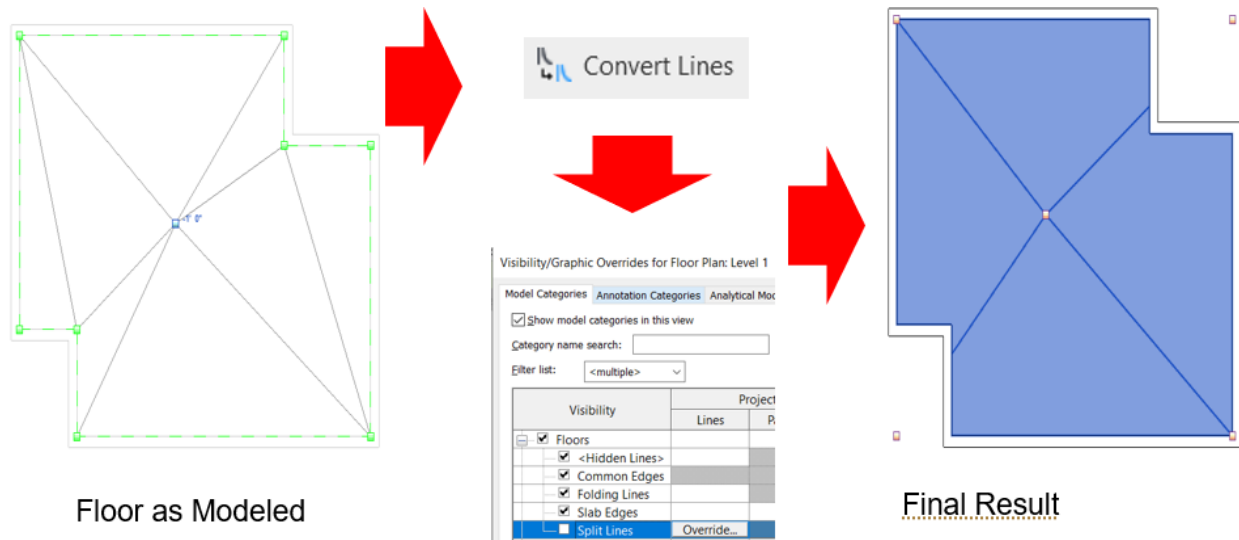 -1' 0"
Floor as Modeled
Convert Lines
Visibility/Graphic Overrides for Floor Plan: Level 1
Model Categories Annotation Categories Analytical Mod
Show model categories in this view
Category name search:
Filter list: <multiple>
Visibility Project
Lines Pa
Floors
<Hidden Lines>
Common Edges
Folding Lines
Slab Edges
Split Lines Override...
Final Result